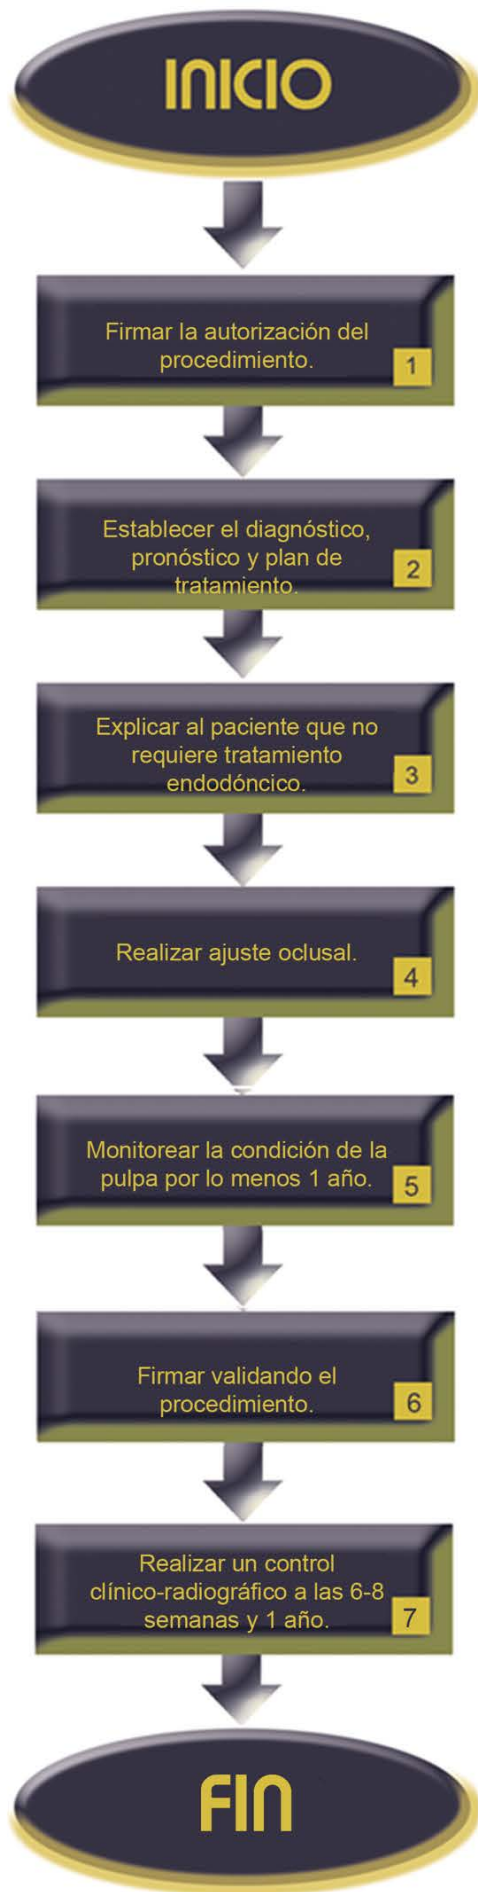 INICIO
Firmar la autorización del
procedimiento.
1
Establecer el diagnóstico,
pronóstico y plan de
tratamiento.
2
Explicar al paciente que no
requiere tratamiento
endodóncico.
3
Realizar ajuste oclusal.
4
Monitorear la condición de la
pulpa por lo menos 1 año.
5
Firmar validando el
procedimiento.
6
Realizar un control
clínico-radiográfico a las 6-8
semanas y 1 año.
7
FIN